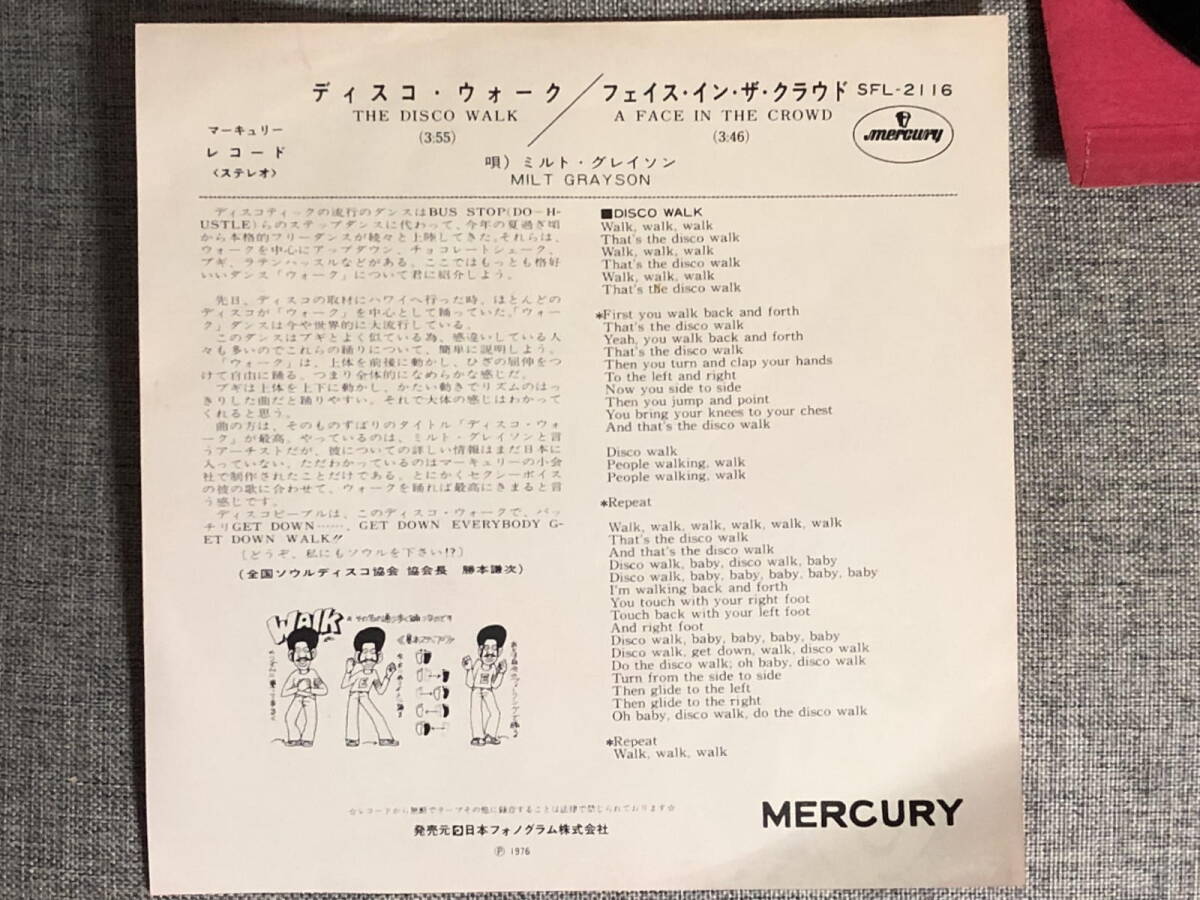 ディスコ・ウォーク／フェイス・イン・ザ・クラウド SFL-2116
THE DISCO WALK A FACE IN THE CROWD
(3:55) (3:46)
マーキュリー
レコード
〈ステレオ〉
mercury
唄）ミルト・グレイソン
MILT GRAYSON
ディスコティックの流行のダンスはBUS STOP(DO-H-
USTLE)らのステップダンスに代わって、今年の夏過ぎ頃
から本格的フリーダンスが続々と上陸してきた。それらは、
ウォークを中心にアップダウン、チョコレートシェーク、
ブギ、ラテンハッスルなどがある。ここではもっとも格好
いいダンス「ウォーク」について君に紹介しよう。
先日、ディスコの取材にハワイへ行った時、ほとんどの
ディスコが「ウォーク」を中心として踊っていた。「ウォー
ク」ダンスは今や世界的に大流行している。
このダンスはブギとよく似ている為、感違いしている人
々も多いのでこれらの踊りについて、簡単に説明しよう。
「ウォーク」は、上体を前後に動かし、ひざの屈伸をつ
けて自由に踊る。つまり全体的になめらかな感じだ。
ブギは上体を上下に動かし、かたい動きでリズムのはっ
きりした曲だと踊りやすい。それで大体の感じはわかって
くれると思う。
曲の方は、そのものずばりのタイトル「ディスコ・ウォ
ーク」が最高。やっているのは、ミルト・グレイソンと言
うアーチストだが、彼についての詳しい情報はまだ日本に
入っていない。ただわかっているのはマーキュリーの小会
社で制作されたことだけである。とにかくセクシーボイス
の彼の歌に合わせて、ウォークを踊れば最高にきまると言
う感じです。
ディスコピープルは、このディスコ・ウォークで、バッ
チリGET DOWN……、GET DOWN EVERYBODY G-
ET DOWN WALK!!
（どうぞ、私にもソウルを下さい!?）
（全国ソウルディスコ協会 協会長 勝本謙次）
WALK
■DISCO WALK
Walk, walk, walk
That's the disco walk
Walk, walk, walk
That's the disco walk
Walk, walk, walk
That's the disco walk
*First you walk back and forth
That's the disco walk
Yeah, you walk back and forth
That's the disco walk
Then you turn and clap your hands
To the left and right
Now you side to side
Then you jump and point
You bring your knees to your chest
And that's the disco walk
Disco walk
People walking, walk
People walking, walk
*Repeat
Walk, walk, walk, walk, walk, walk
That's the disco walk
And that's the disco walk
Disco walk, baby, disco walk, baby
Disco walk, baby, baby, baby, baby, baby
I'm walking back and forth
You touch with your right foot
Touch back with your left foot
And right foot
Disco walk, baby, baby, baby, baby
Disco walk, get down, walk, disco walk
Do the disco walk; oh baby, disco walk
Turn from the side to side
Then glide to the left
Then glide to the right
Oh baby, disco walk, do the disco walk
*Repeat
Walk, walk, walk
☆レコードから無断でテープその他に録音することは法律で禁じられております☆
発売元 日本フォノグラム株式会社
Ⓟ 1976
MERCURY